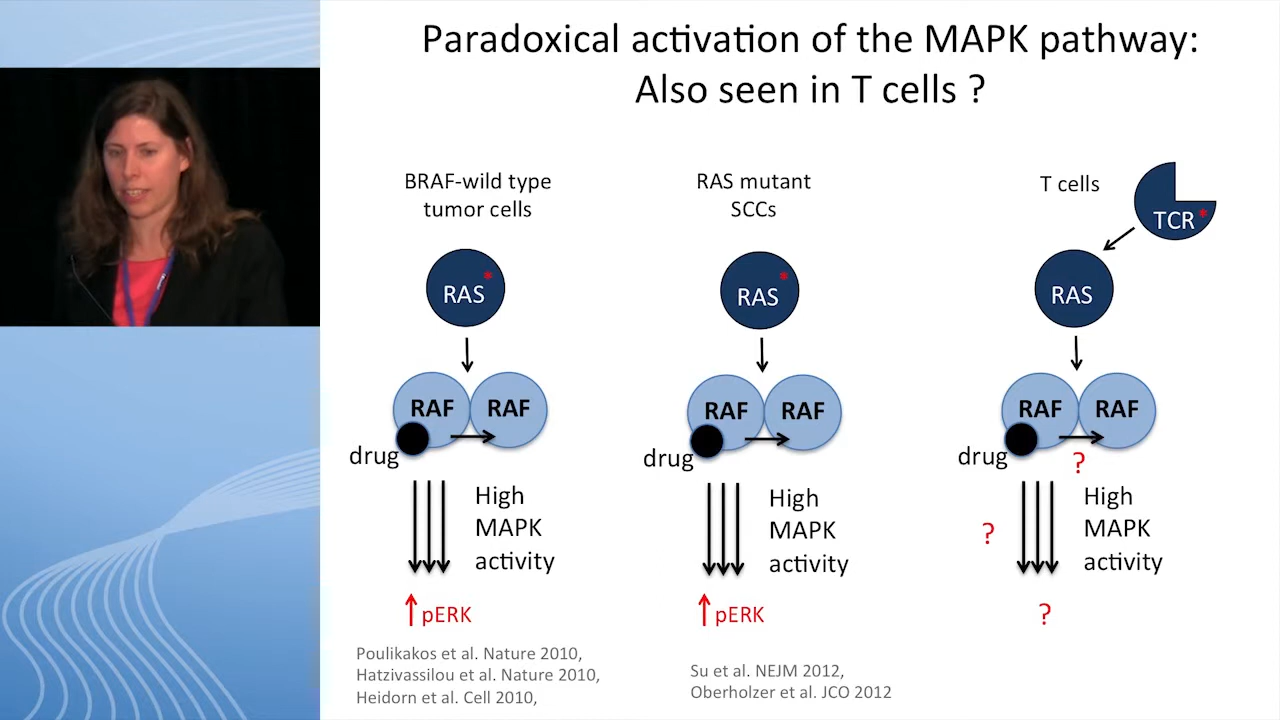 Paradoxical activation of the MAPK pathway:
Also seen in T cells ?
BRAF-wild type
tumor cells
RAS *
RAF RAF
drug
High
MAPK
activity
↑ pERK
Poulikakos et al. Nature 2010,
Hatzivassilou et al. Nature 2010,
Heidorn et al. Cell 2010,
RAS mutant
SCCs
RAS *
RAF RAF
drug
High
MAPK
activity
↑ pERK
Su et al. NEJM 2012,
Oberholzer et al. JCO 2012
T cells
TCR *
RAS
RAF RAF
drug
?
High
MAPK
activity
?
?